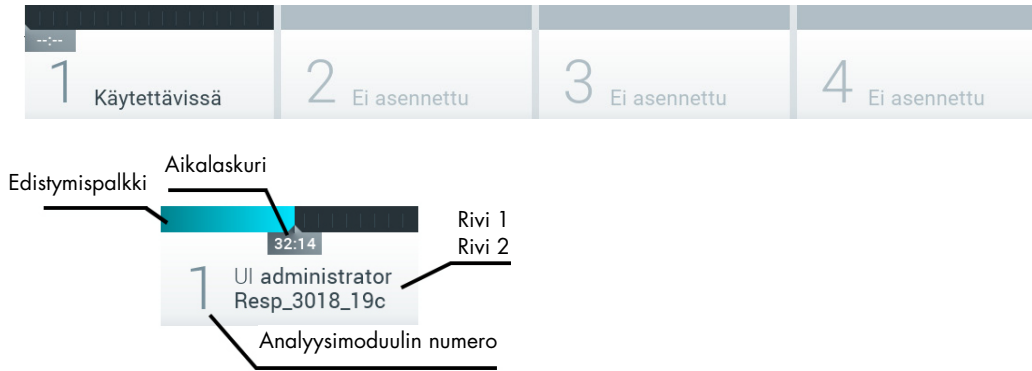 --:--
1 Käytettävissä
2 Ei asennettu
3 Ei asennettu
4 Ei asennettu
Aikalaskuri
Edistymispalkki
Rivi 1
Rivi 2
32:14
1 UI administrator
Resp_3018_19c
Analyysimoduulin numero